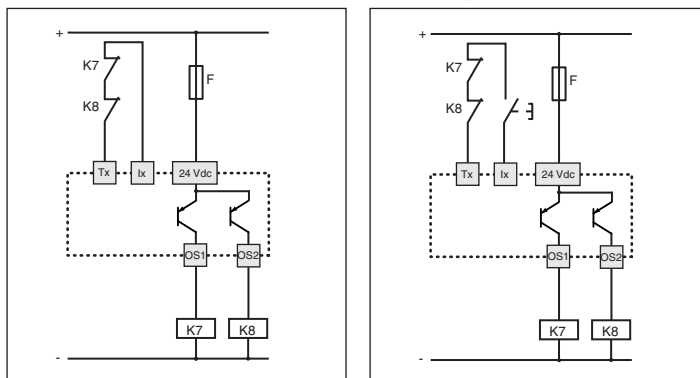 +
K7
F
K8
Tx
Ix
24 Vdc
OS1
OS2
K7
K8
-
+
K7
F
K8
Tx
Ix
24 Vdc
OS1
OS2
K7
K8
-